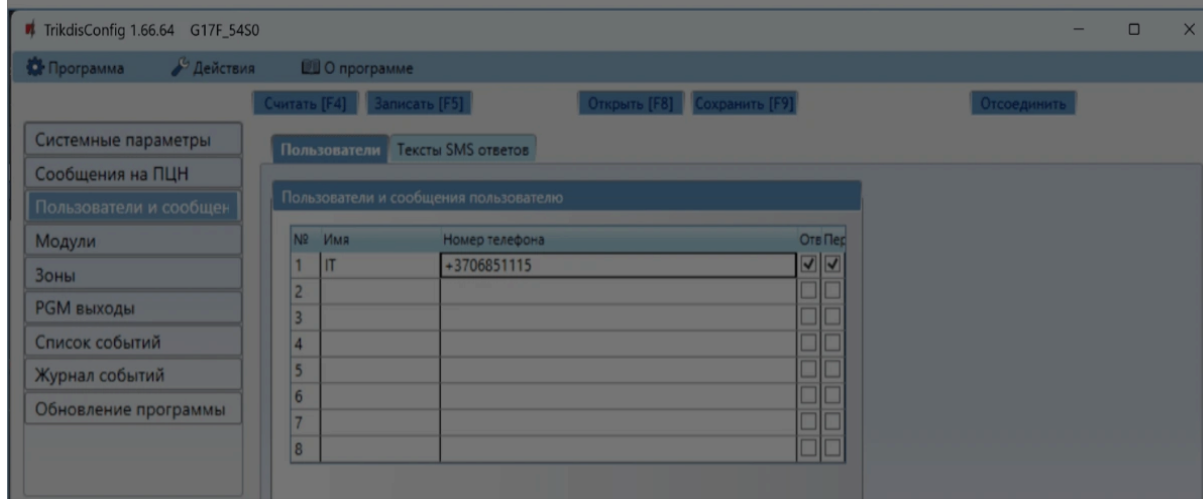 TrikdisConfig 1.66.64 G17F_54S0
Программа Действия О программе
Считать [F4] Записать [F5] Открыть [F8] Сохранить [F9] Отсоединить
Системные параметры
Сообщения на ПЦН
Пользователи и сообщен
Модули
Зоны
PGM выходы
Список событий
Журнал событий
Обновление программы
Пользователи Тексты SMS ответов
Пользователи и сообщения пользователю
№ Имя Номер телефона Отв Пер
1 IT +3706851115
2
3
4
5
6
7
8